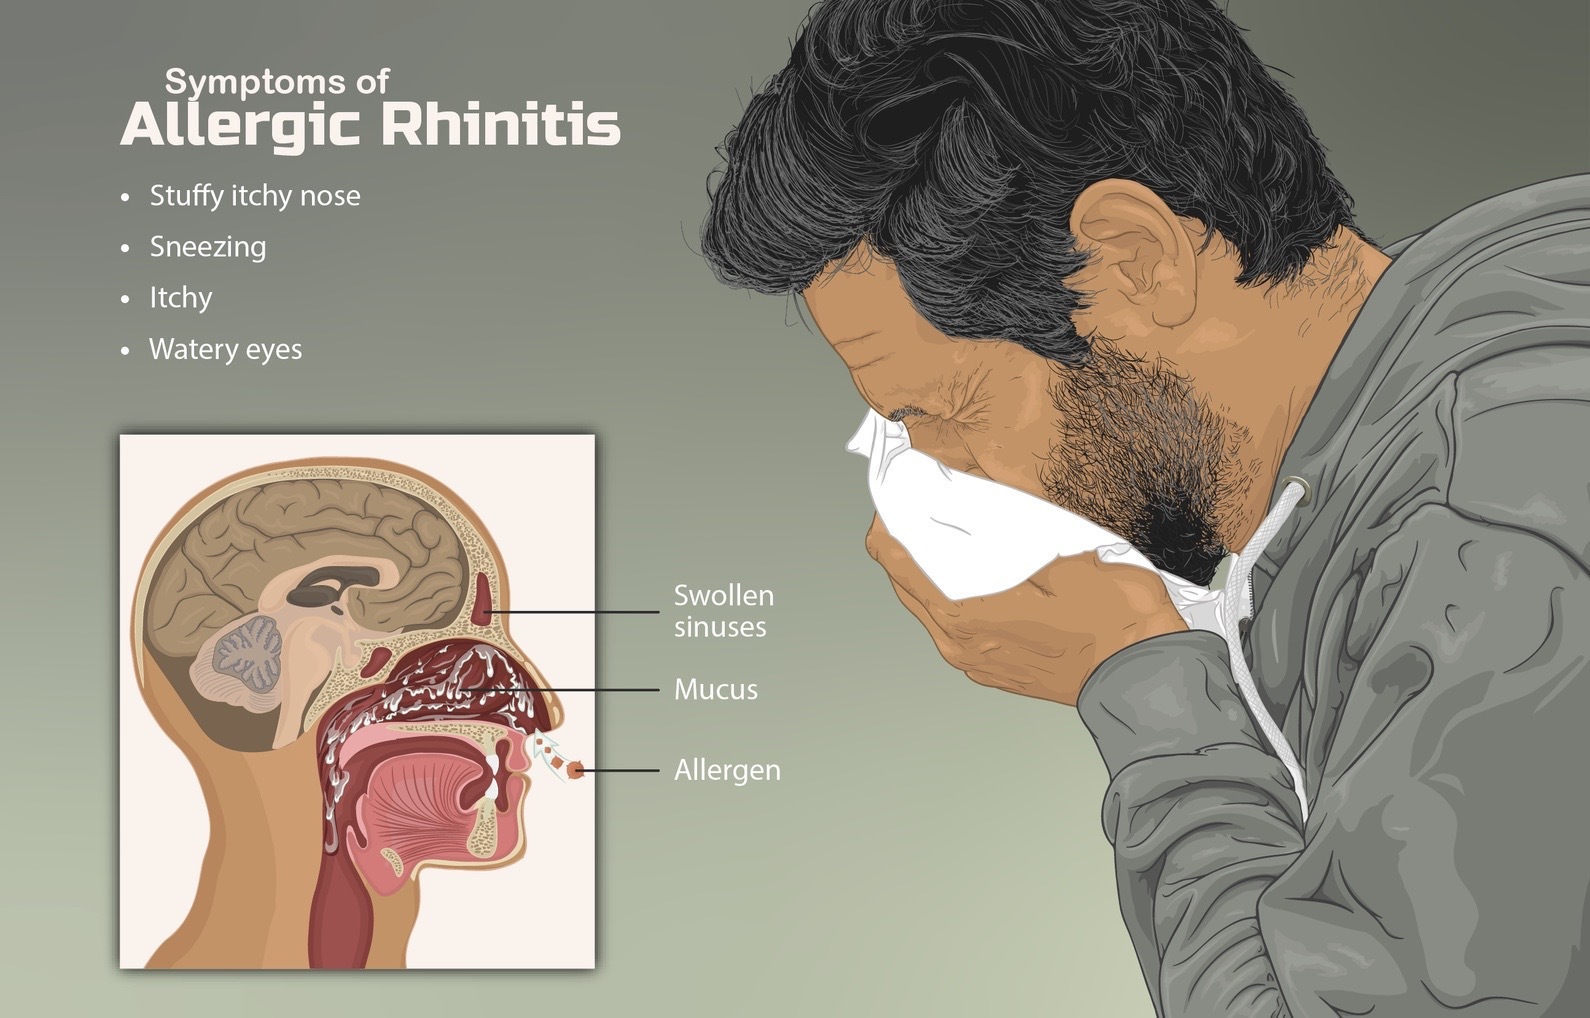 Symptoms of
Allergic Rhinitis
• Stuffy itchy nose
• Sneezing
• Itchy
• Watery eyes
Swollen
sinuses
Mucus
Allergen